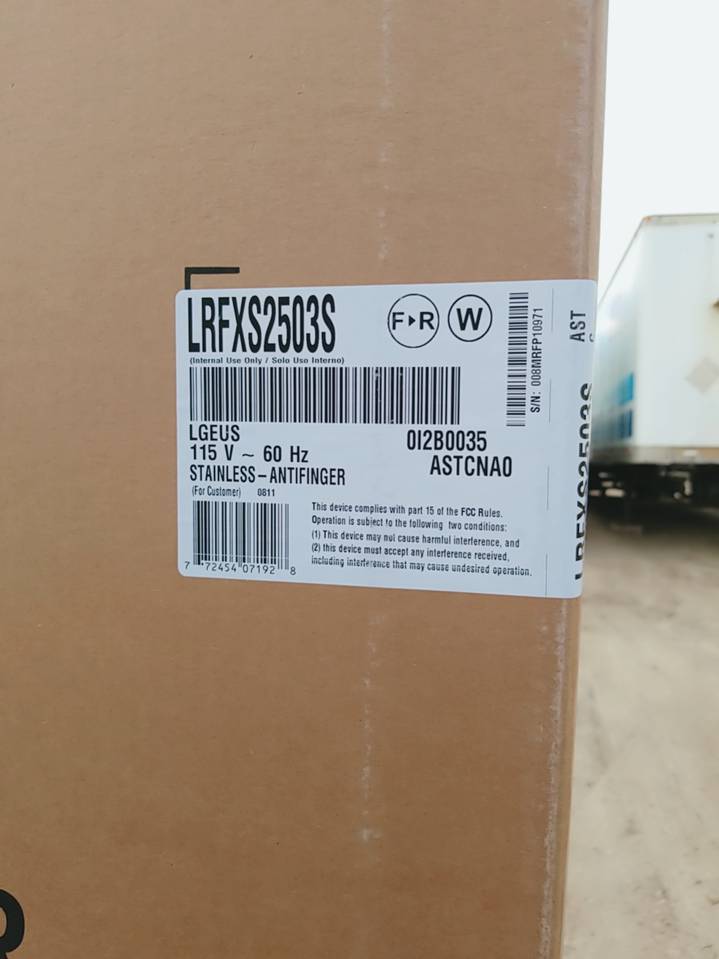 LRFXS2503S
F▸R
W
(Internal Use Only / Solo Uso Interno)
S/N: 008MRFP10971
LGEUS
115 V ~ 60 Hz
STAINLESS-ANTIFINGER
0I2B0035
ASTCNA0
(For Customer) 0811
7 72454 07192 8
This device complies with part 15 of the FCC Rules.
Operation is subject to the following two conditions:
(1) This device may not cause harmful interference, and
(2) this device must accept any interference received,
including interference that may cause undesired operation.
AST
LRFXS2503S
R